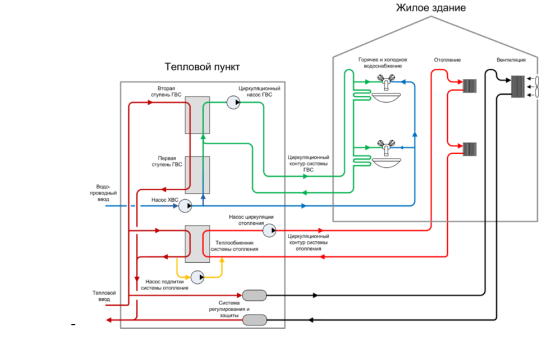 Жилое здание
Тепловой пункт
Горячее и холодное
водоснабжение
Отопление
Вентиляция
Вторая
ступень ГВС
Циркуляционный
насос ГВС
Первая
ступень ГВС
Циркуляционный
контур системы
ГВС
Водо-
проводный
ввод
Насос ХВС
Насос циркуляции
отопления
Теплообменник
системы отопления
Циркуляционный
контур системы
отопления
Насос подпитки
системы отопление
Тепловой
ввод
Система
регулирования и
защиты
-